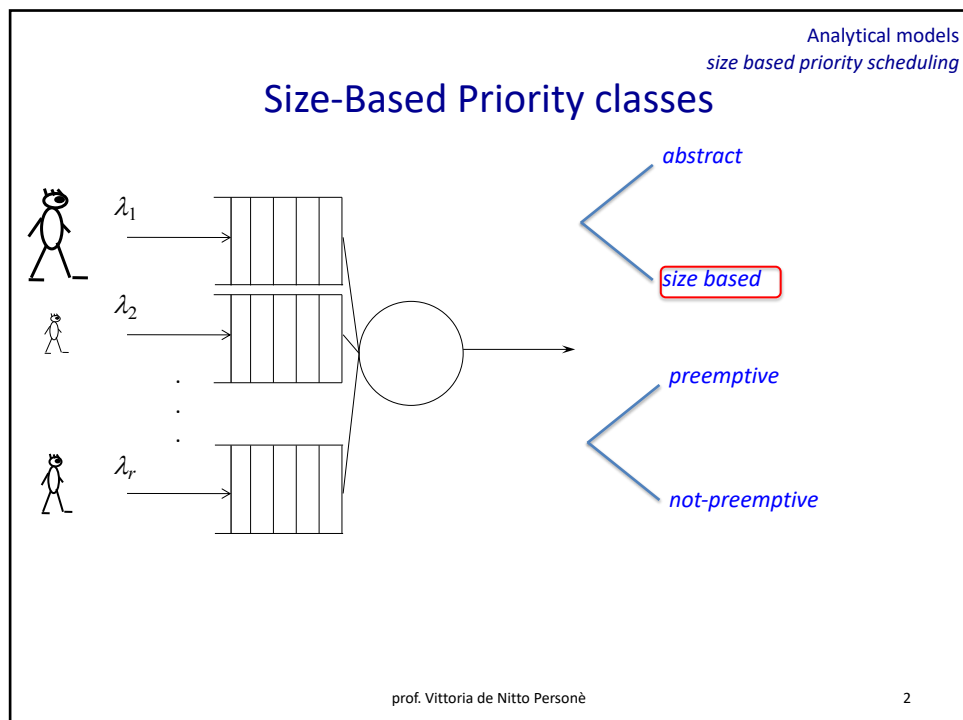 Analytical models
size based priority scheduling
Size-Based Priority classes
abstract
λ1
size based
λ2
preemptive
.
.
.
λr
not-preemptive
prof. Vittoria de Nitto Personè
2